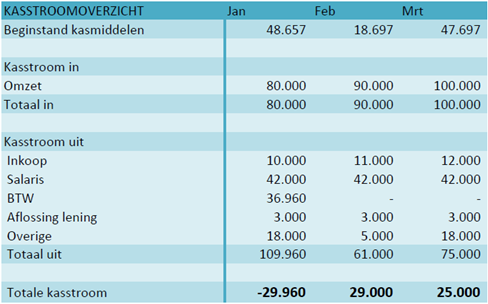 KASSTROOMOVERZICHT Jan Feb Mrt
Beginstand kasmiddelen 48.657 18.697 47.697
Kasstroom in
Omzet 80.000 90.000 100.000
Totaal in 80.000 90.000 100.000
Kasstroom uit
Inkoop 10.000 11.000 12.000
Salaris 42.000 42.000 42.000
BTW 36.960 - -
Aflossing lening 3.000 3.000 3.000
Overige 18.000 5.000 18.000
Totaal uit 109.960 61.000 75.000
Totale kasstroom -29.960 29.000 25.000